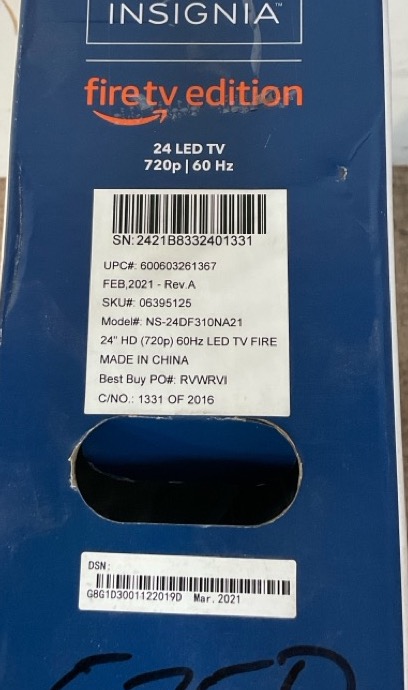 INSIGNIA™
fire tv edition
24 LED TV
720p | 60 Hz
SN: 2421B8332401331
UPC#: 600603261367
FEB,2021 - Rev.A
SKU#: 06395125
Model#: NS-24DF310NA21
24" HD (720p) 60Hz LED TV FIRE
MADE IN CHINA
Best Buy PO#: RVWRVI
C/NO.: 1331 OF 2016
DSN:
G8G1D3001122019D Mar. 2021